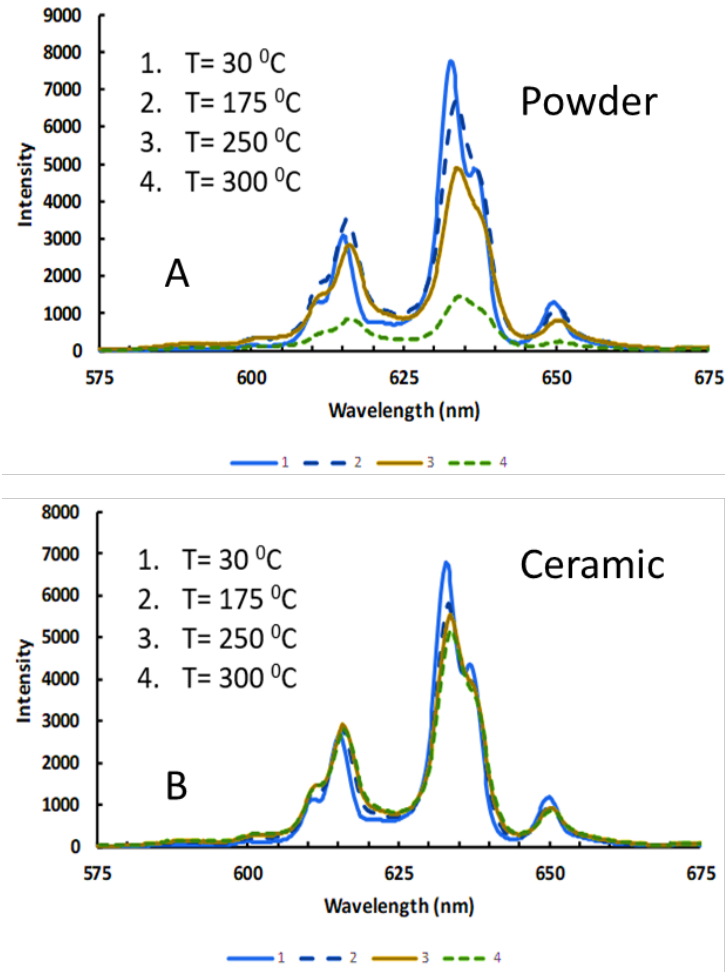 9000
8000
7000
6000
5000
4000
3000
2000
1000
0
Intensity
1. T= 30 ⁰C
2. T= 175 ⁰C
3. T= 250 ⁰C
4. T= 300 ⁰C
Powder
A
575 600 625 650 675
Wavelength (nm)
1 2 3 4
8000
7000
6000
5000
4000
3000
2000
1000
0
Intensity
1. T= 30 ⁰C
2. T= 175 ⁰C
3. T= 250 ⁰C
4. T= 300 ⁰C
Ceramic
B
575 600 625 650 675
Wavelength (nm)
1 2 3 4